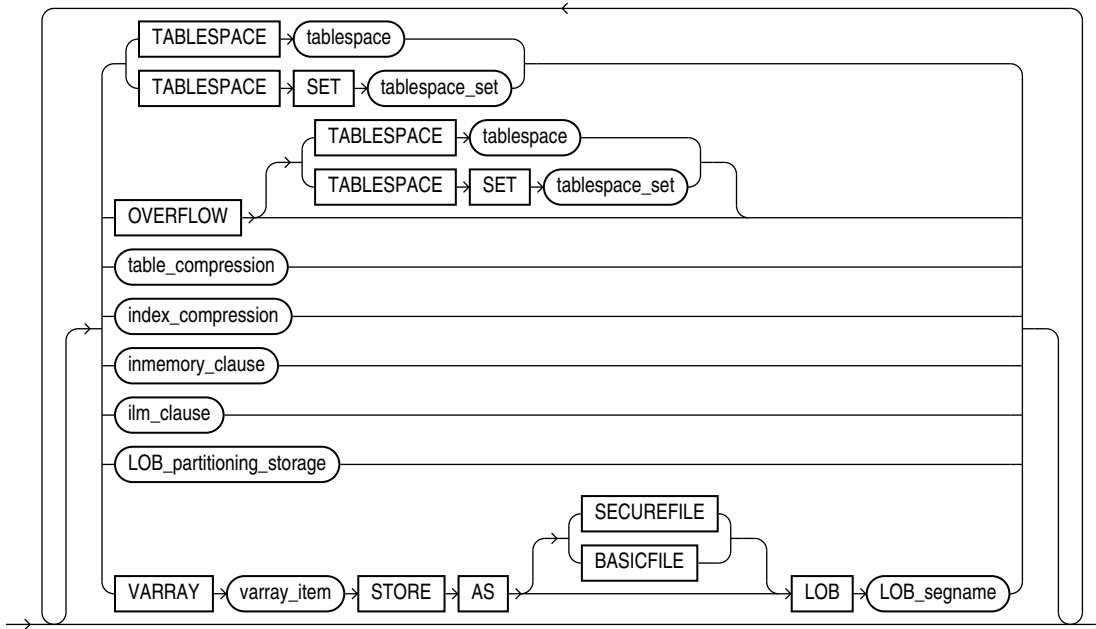 TABLESPACE tablespace
TABLESPACE SET tablespace_set
TABLESPACE tablespace
TABLESPACE SET tablespace_set
OVERFLOW
table_compression
index_compression
inmemory_clause
ilm_clause
LOB_partitioning_storage
SECUREFILE
BASICFILE
VARRAY varray_item STORE AS LOB LOB_segname